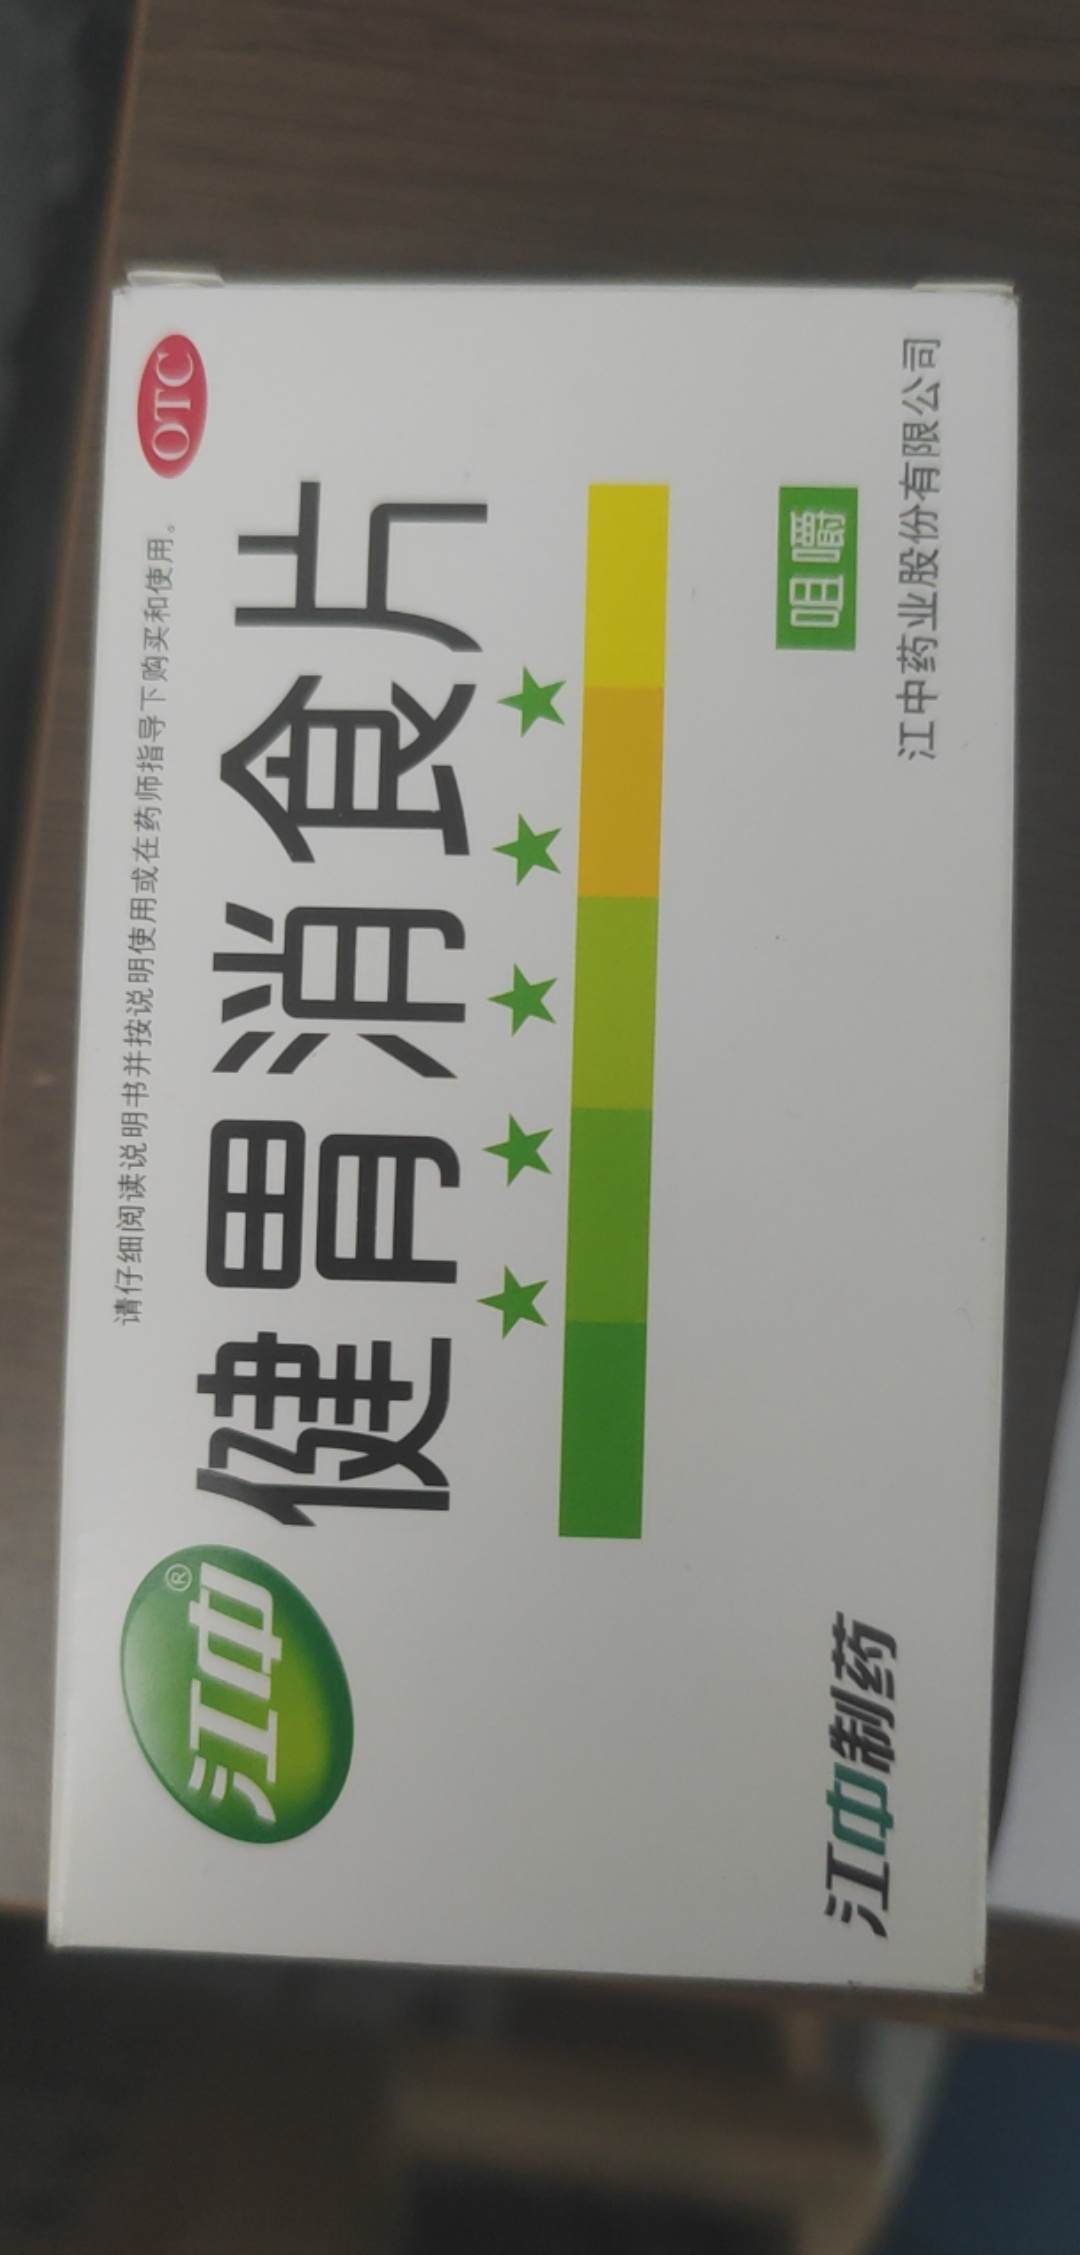 OTC
请仔细阅读说明书并按说明使用或在药师指导下购买和使用。
江中®
健胃消食片
咀嚼
江中制药
江中药业股份有限公司